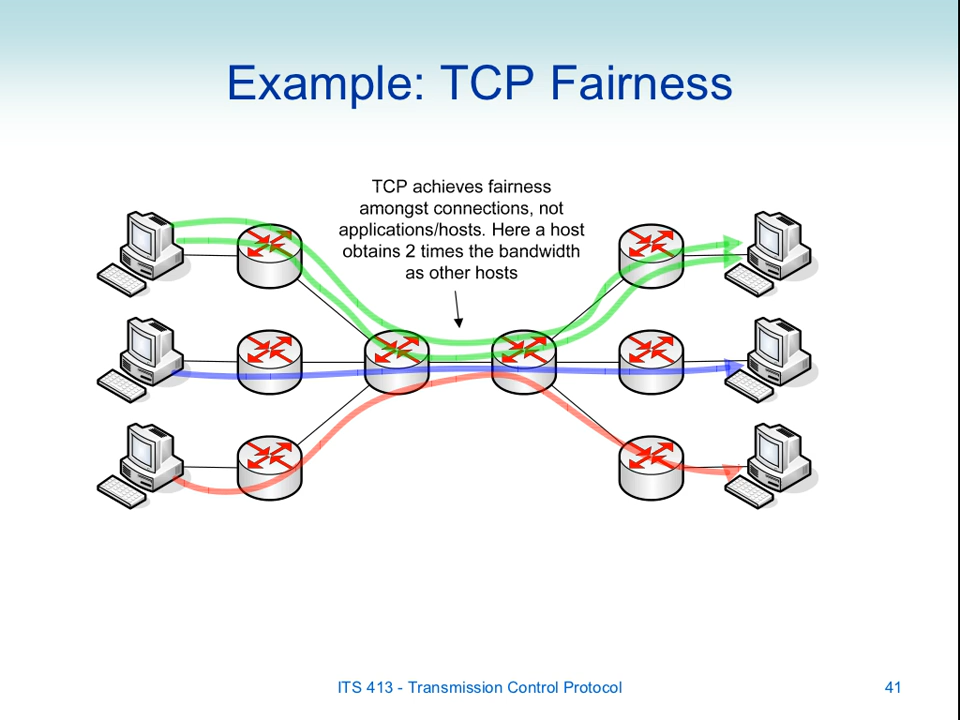 Example: TCP Fairness
TCP achieves fairness
amongst connections, not
applications/hosts. Here a host
obtains 2 times the bandwidth
as other hosts
ITS 413 - Transmission Control Protocol
41